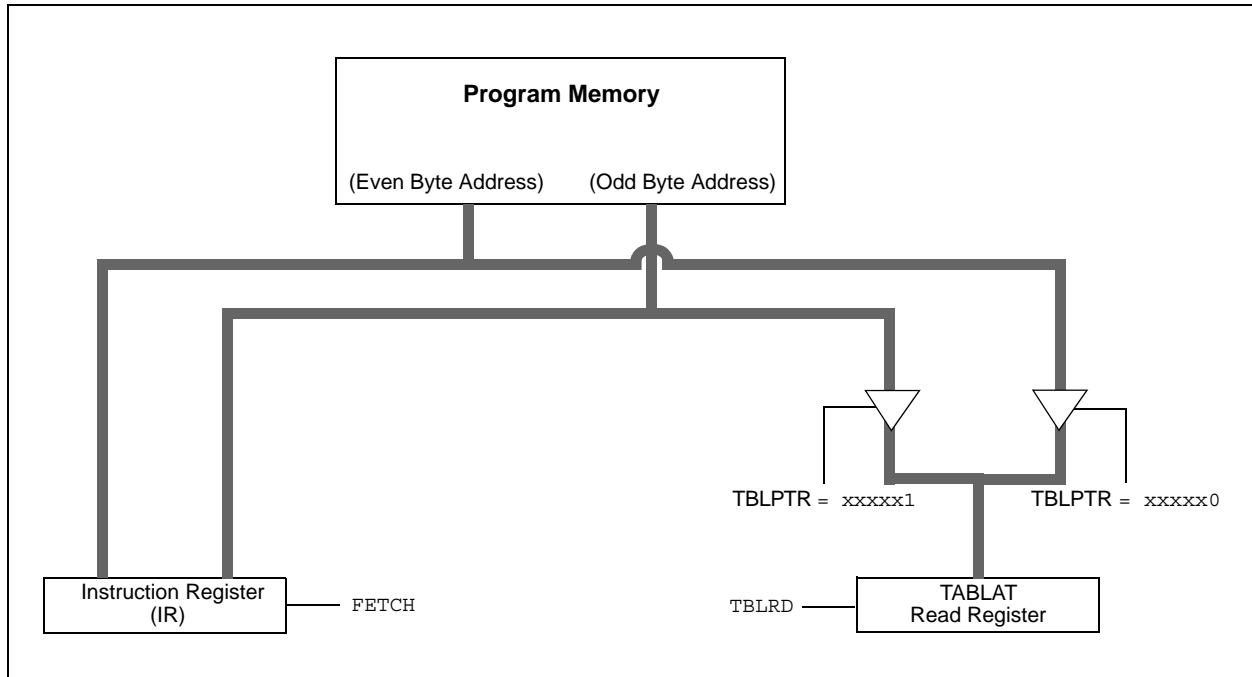 Program Memory
(Even Byte Address) (Odd Byte Address)
TBLPTR = xxxxx1 TBLPTR = xxxxx0
Instruction Register
(IR)
FETCH
TBLRD
TABLAT
Read Register